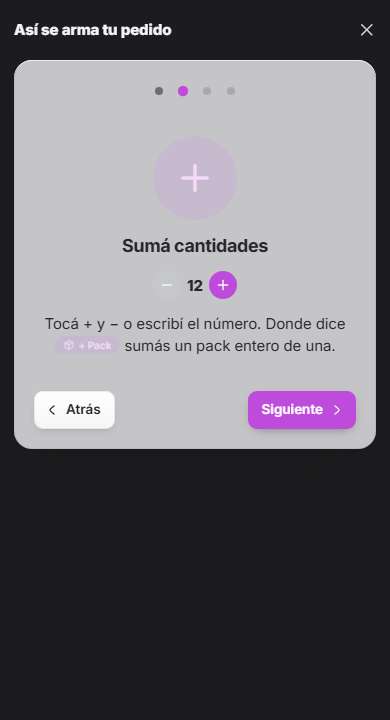 Así se arma tu pedido
Sumá cantidades
− 12 +
Tocá + y − o escribí el número. Donde dice
+ Pack sumás un pack entero de una.
Atrás
Siguiente